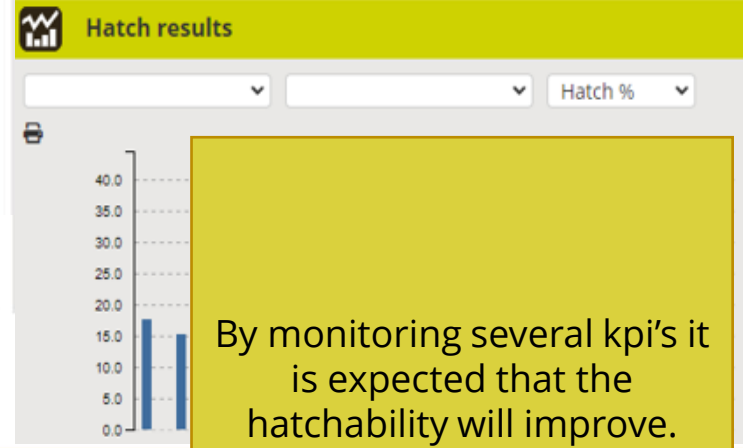 Hatch results
Hatch %
40.0
35.0
30.0
25.0
20.0
15.0
10.0
5.0
0.0
By monitoring several kpi’s it
is expected that the
hatchability will improve.